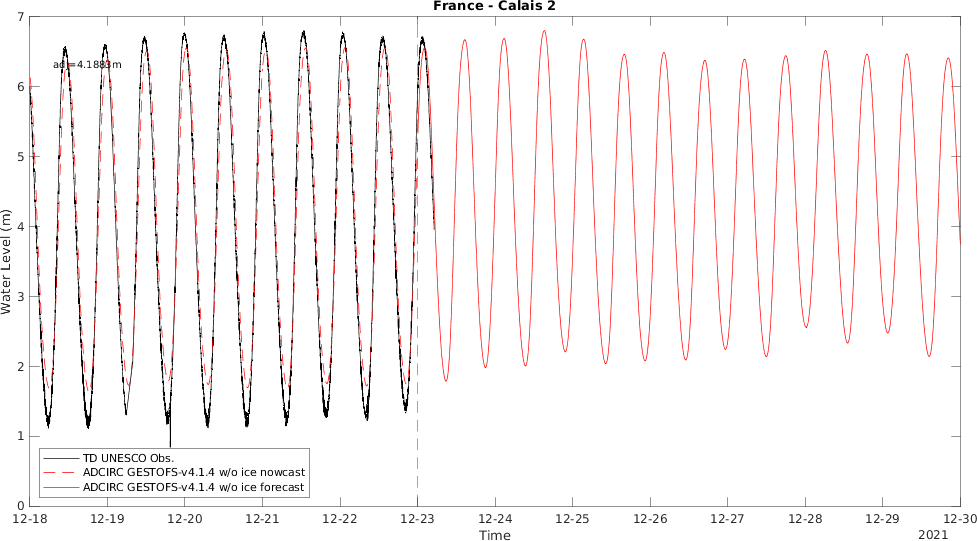 France - Calais 2
7
6
5
4
3
2
1
0
Water Level (m)
adj=4.1883m
TD UNESCO Obs.
ADCIRC GESTOFS-v4.1.4 w/o ice nowcast
ADCIRC GESTOFS-v4.1.4 w/o ice forecast
12-18 12-19 12-20 12-21 12-22 12-23 12-24 12-25 12-26 12-27 12-28 12-29 12-30
Time
2021